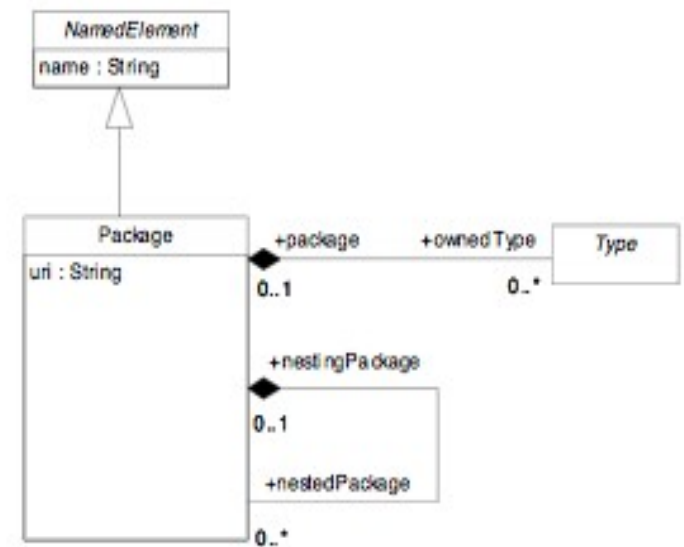 NamedElement
name : String
Package
uri : String
+package
+ownedType
Type
0..1
0..*
+nestingPackage
0..1
+nestedPackage
0..*